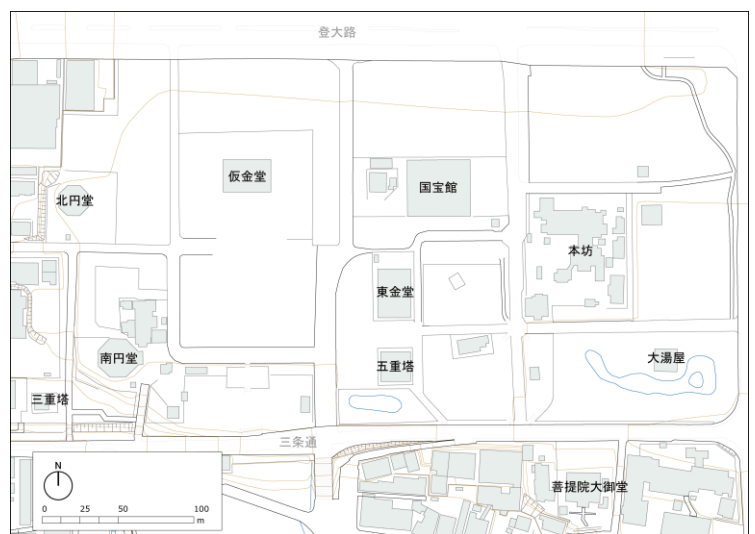 登大路
仮金堂
国宝館
北円堂
本坊
東金堂
南円堂
五重塔
大湯屋
三重塔
三条通
菩提院大御堂
N
0 25 50 100
m